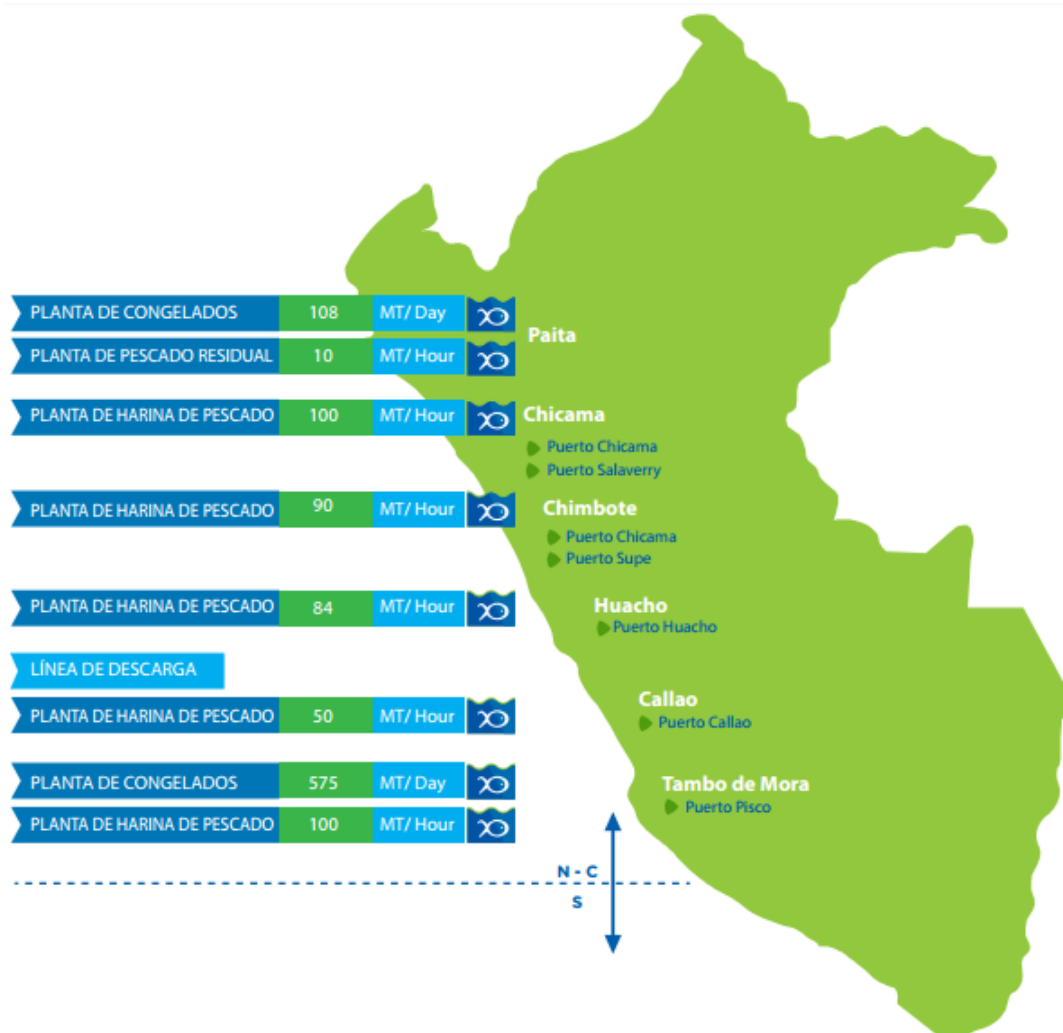 PLANTA DE CONGELADOS 108 MT/ Day
Paita
PLANTA DE PESCADO RESIDUAL 10 MT/ Hour
PLANTA DE HARINA DE PESCADO 100 MT/ Hour Chicama
Puerto Chicama
Puerto Salaverry
PLANTA DE HARINA DE PESCADO 90 MT/ Hour Chimbote
Puerto Chicama
Puerto Supe
PLANTA DE HARINA DE PESCADO 84 MT/ Hour Huacho
Puerto Huacho
LÍNEA DE DESCARGA
Callao
PLANTA DE HARINA DE PESCADO 50 MT/ Hour
Puerto Callao
PLANTA DE CONGELADOS 575 MT/ Day Tambo de Mora
Puerto Pisco
PLANTA DE HARINA DE PESCADO 100 MT/ Hour
N - C
S